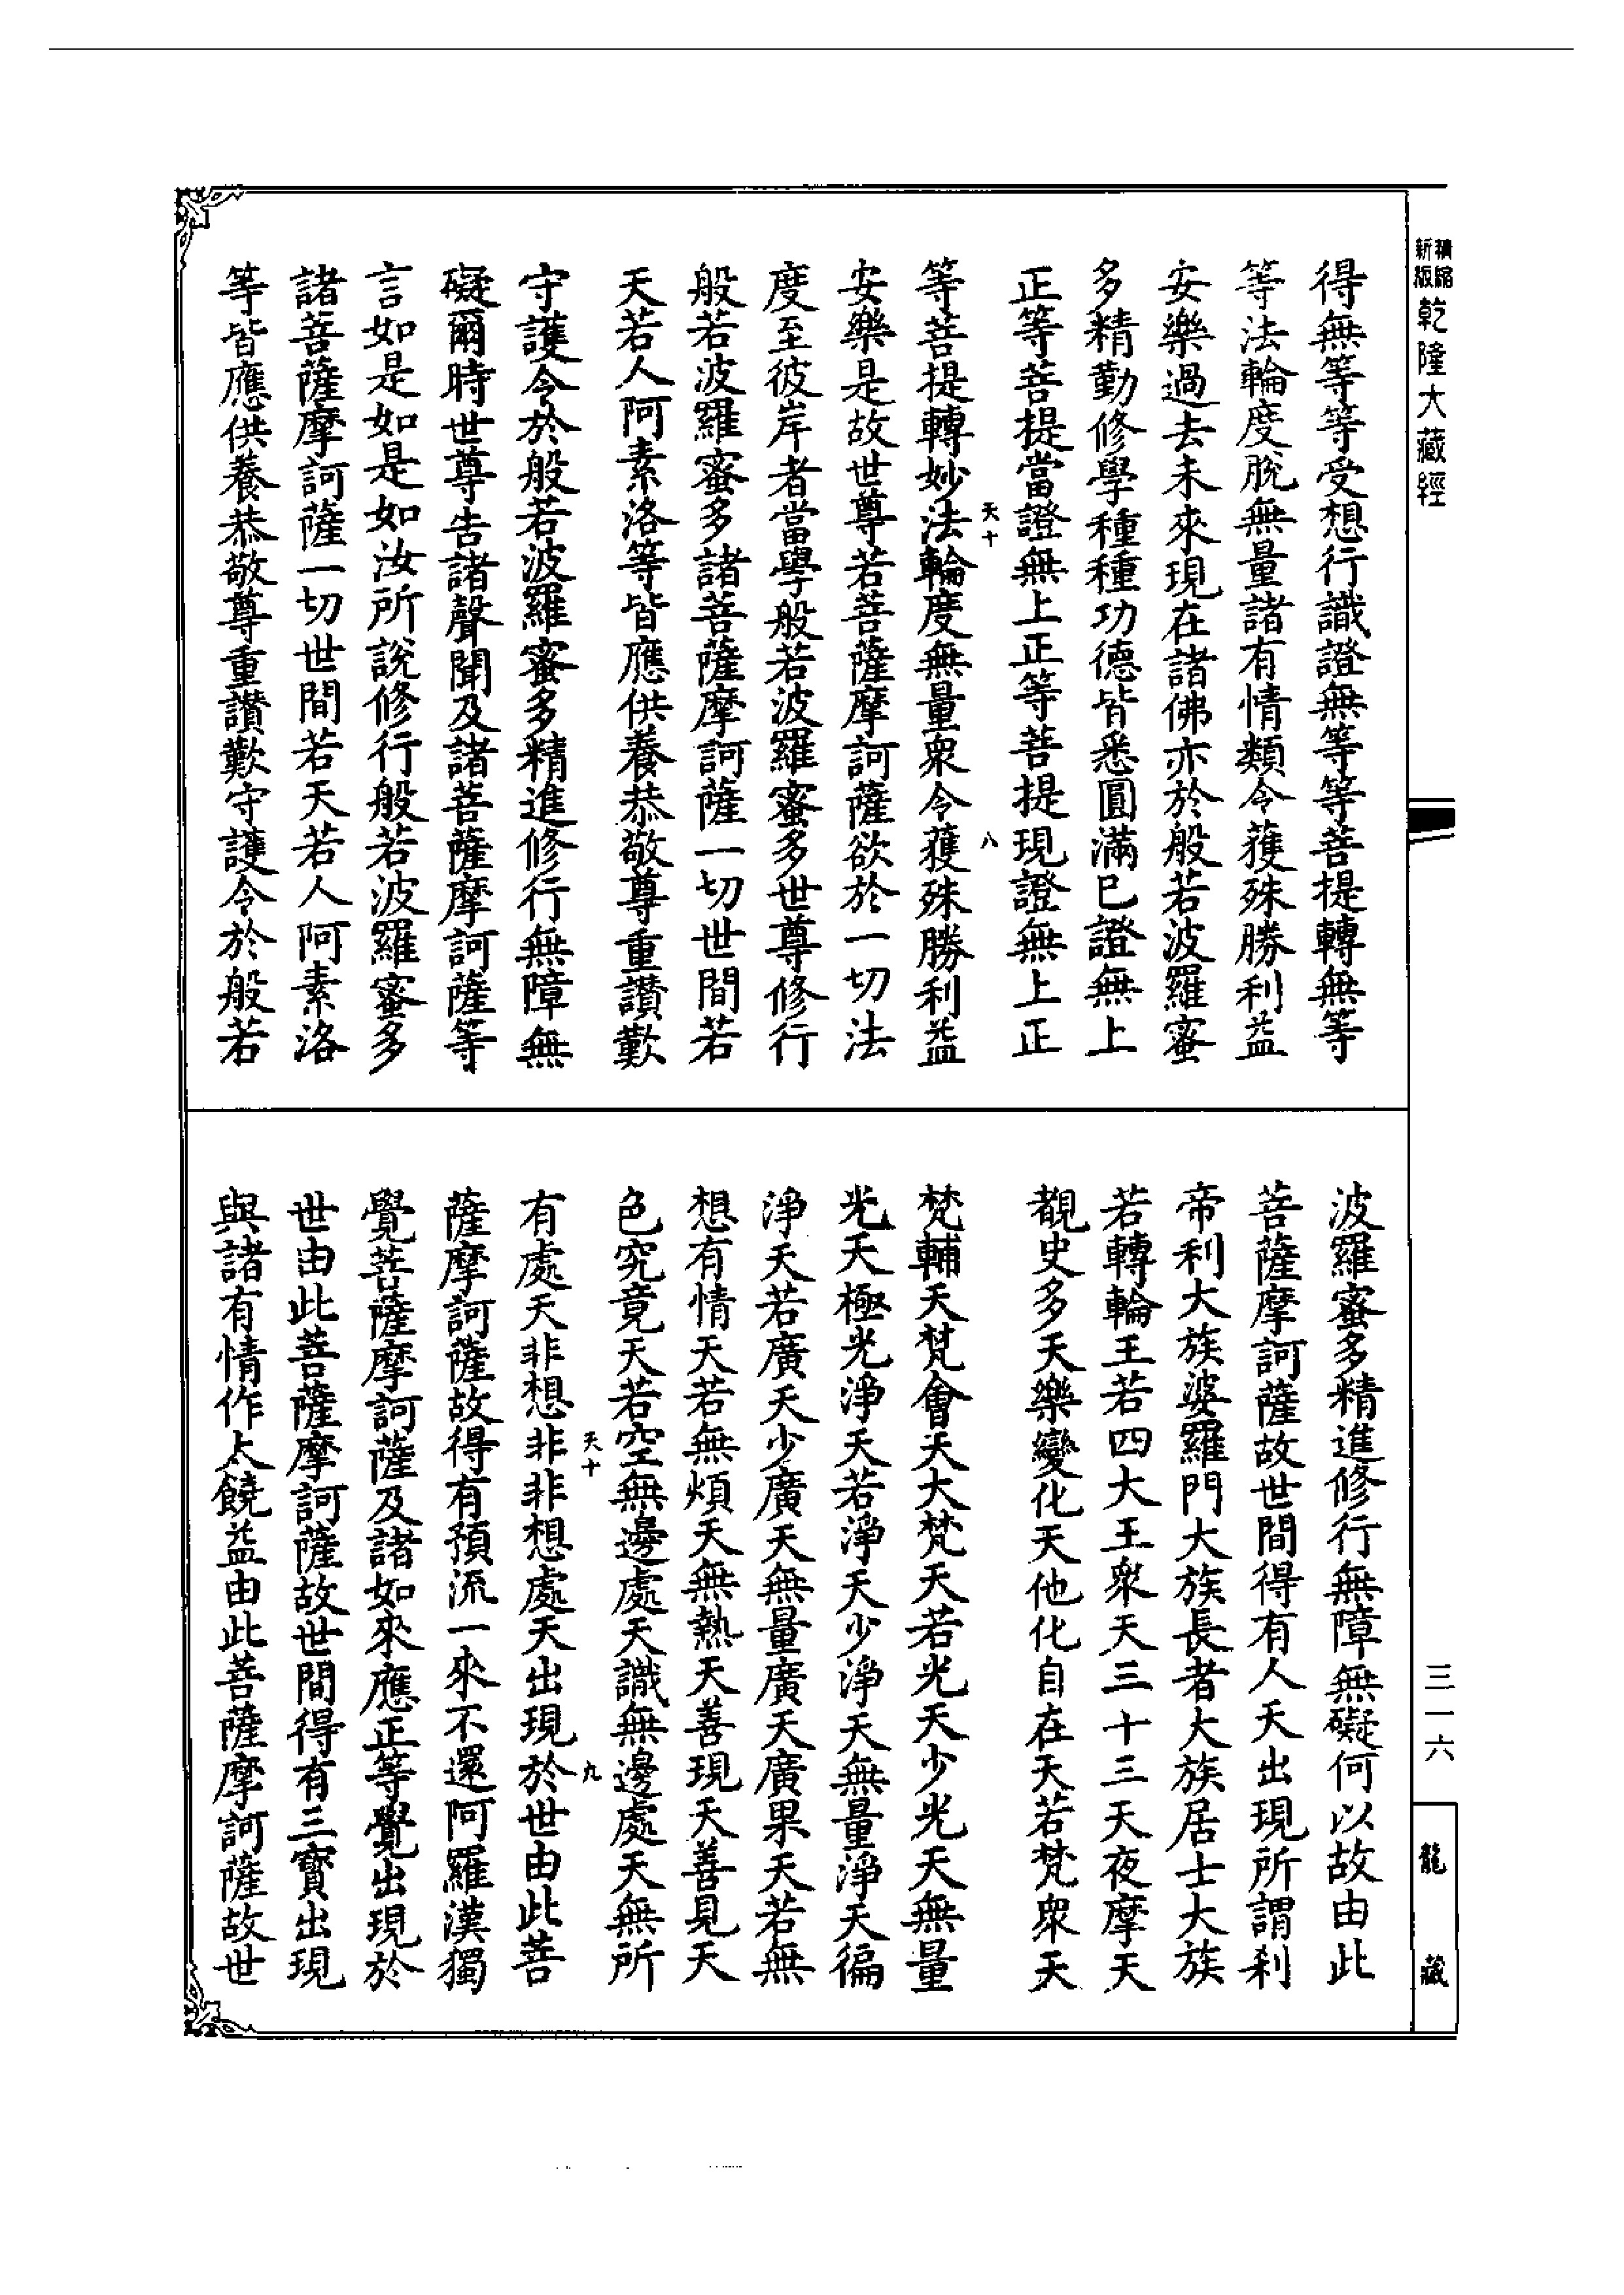 精縮新版乾隆大藏經
得無等等受想行識證無等等菩提轉無等
等法輪度脫無量諸有情類令獲殊勝利益
安樂過去未來現在諸佛亦於般若波羅蜜
多精勤修學種種功德皆悉圓滿已證無上
正等菩提當證無上正等菩提現證無上正
天十 八
等菩提轉妙法輪度無量衆令獲殊勝利益
安樂是故世尊若菩薩摩訶薩欲於一切法
度至彼岸者當學般若波羅蜜多世尊修行
般若波羅蜜多諸菩薩摩訶薩一切世間若
天若人阿素洛等皆應供養恭敬尊重讚歎
守護令於般若波羅蜜多精進修行無障無
礙爾時世尊告諸聲聞及諸菩薩摩訶薩等
言如是如是如汝所說修行般若波羅蜜多
諸菩薩摩訶薩一切世間若天若人阿素洛
等皆應供養恭敬尊重讚歎守護令於般若
波羅蜜多精進修行無障無礙何以故由此
菩薩摩訶薩故世間得有人天出現所謂刹
帝利大族婆羅門大族長者大族居士大族
若轉輪王若四大王衆天三十三天夜摩天
覩史多天樂變化天他化自在天若梵衆天
梵輔天梵會天大梵天若光天少光天無量
光天極光淨天若淨天少淨天無量淨天徧
淨天若廣天少廣天無量廣天廣果天若無
想有情天若無煩天無熱天善現天善見天
色究竟天若空無邊處天識無邊處天無所
天十 九
有處天非想非非想處天出現於世由此菩
薩摩訶薩故得有預流一來不還阿羅漢獨
覺菩薩摩訶薩及諸如來應正等覺出現於
世由此菩薩摩訶薩故世間得有三寶出現
與諸有情作大饒益由此菩薩摩訶薩故世
三一六
龍藏